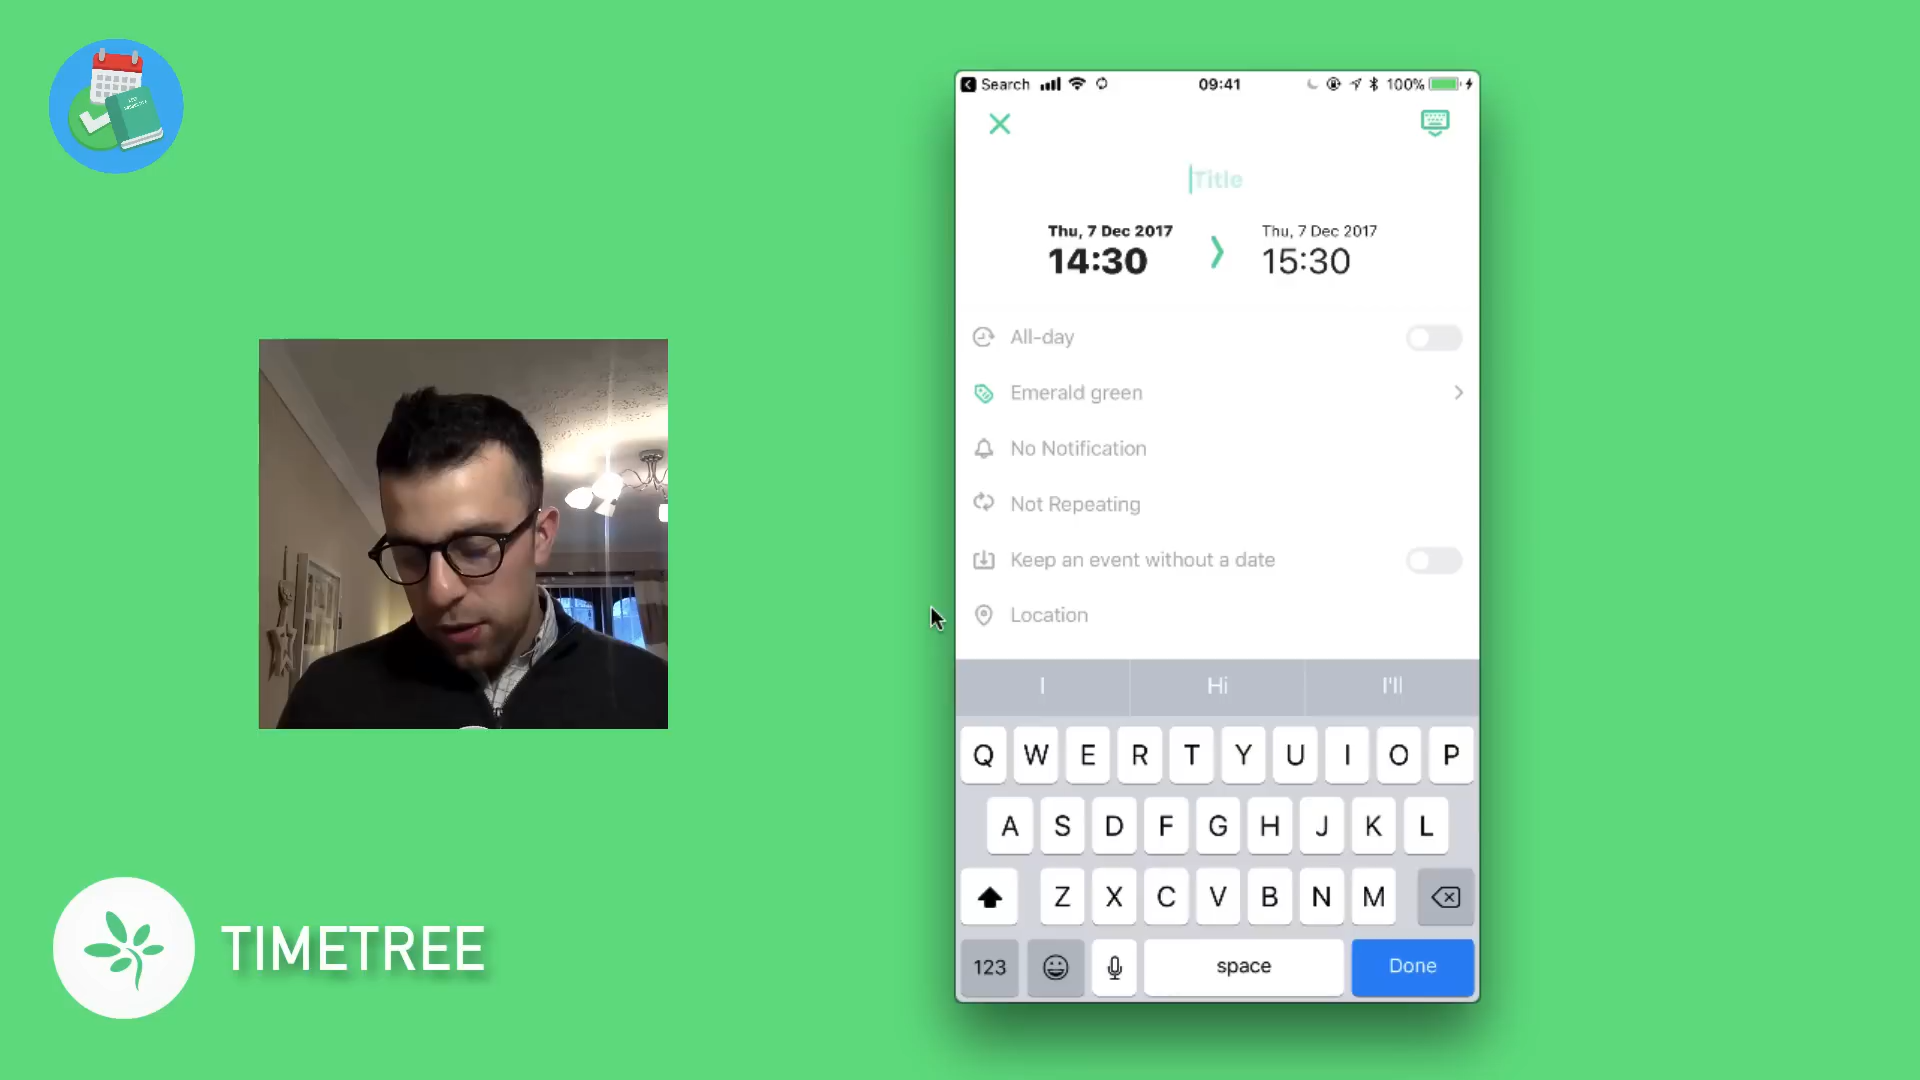 Search
09:41
100%
Title
Thu, 7 Dec 2017
14:30
Thu, 7 Dec 2017
15:30
All-day
Emerald green
No Notification
Not Repeating
Keep an event without a date
Location
I
Hi
I'll
Q W E R T Y U I O P
A S D F G H J K L
Z X C V B N M
123
space
Done
TIMETREE